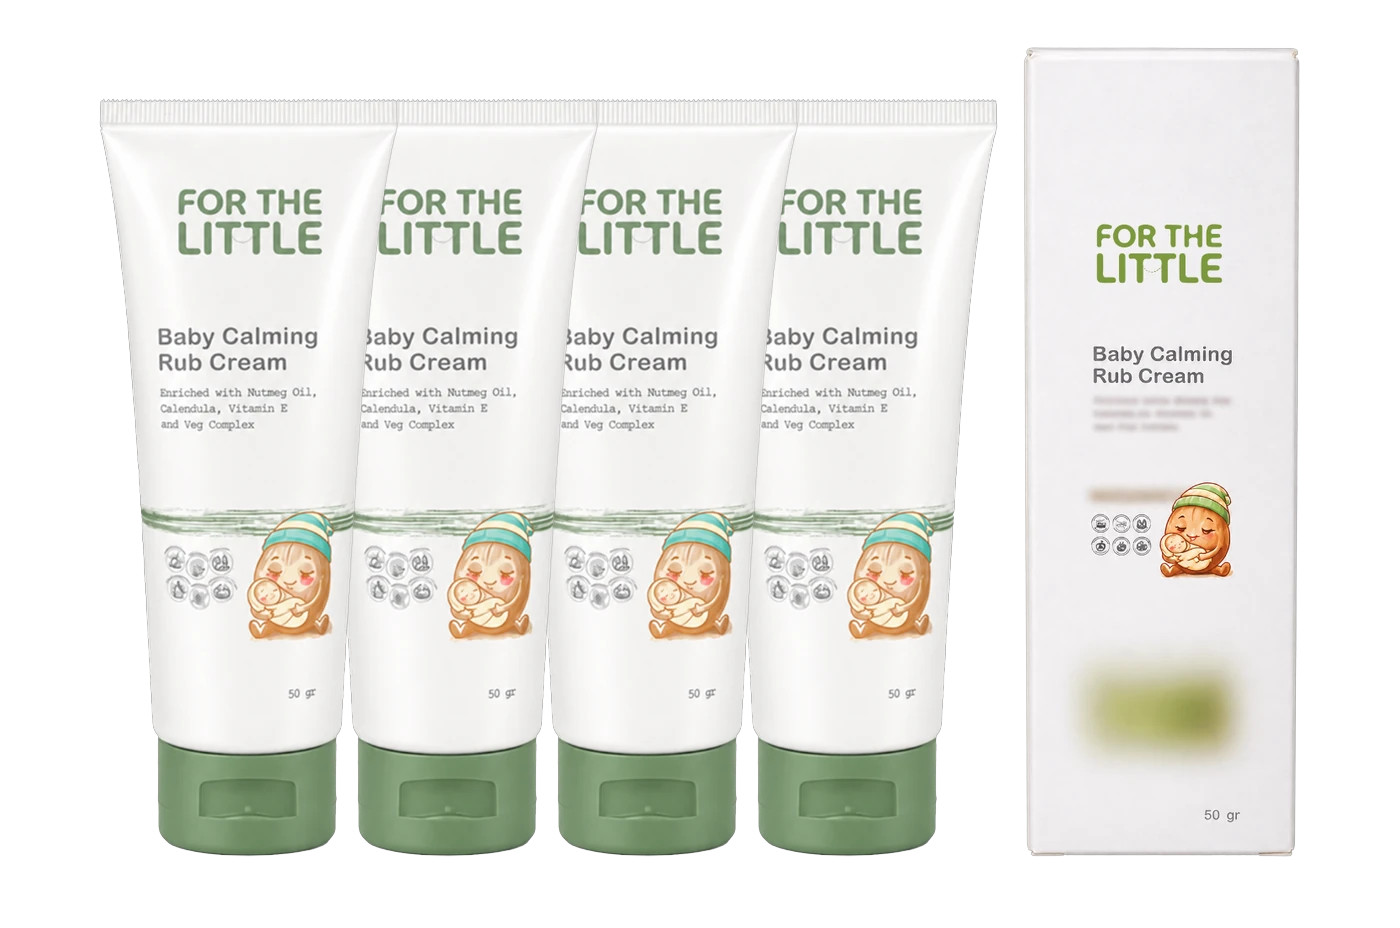 FOR THE
LITTLE
Baby Calming
Rub Cream
Enriched with Nutmeg Oil,
Calendula, Vitamin E
and Veg Complex
50 gr
FOR THE
LITTLE
Baby Calming
Rub Cream
Enriched with Nutmeg Oil,
Calendula, Vitamin E
and Veg Complex
50 gr
FOR THE
LITTLE
Baby Calming
Rub Cream
Enriched with Nutmeg Oil,
Calendula, Vitamin E
and Veg Complex
50 gr
FOR THE
LITTLE
Baby Calming
Rub Cream
Enriched with Nutmeg Oil,
Calendula, Vitamin E
and Veg Complex
50 gr
FOR THE
LITTLE
Baby Calming
Rub Cream
50 gr